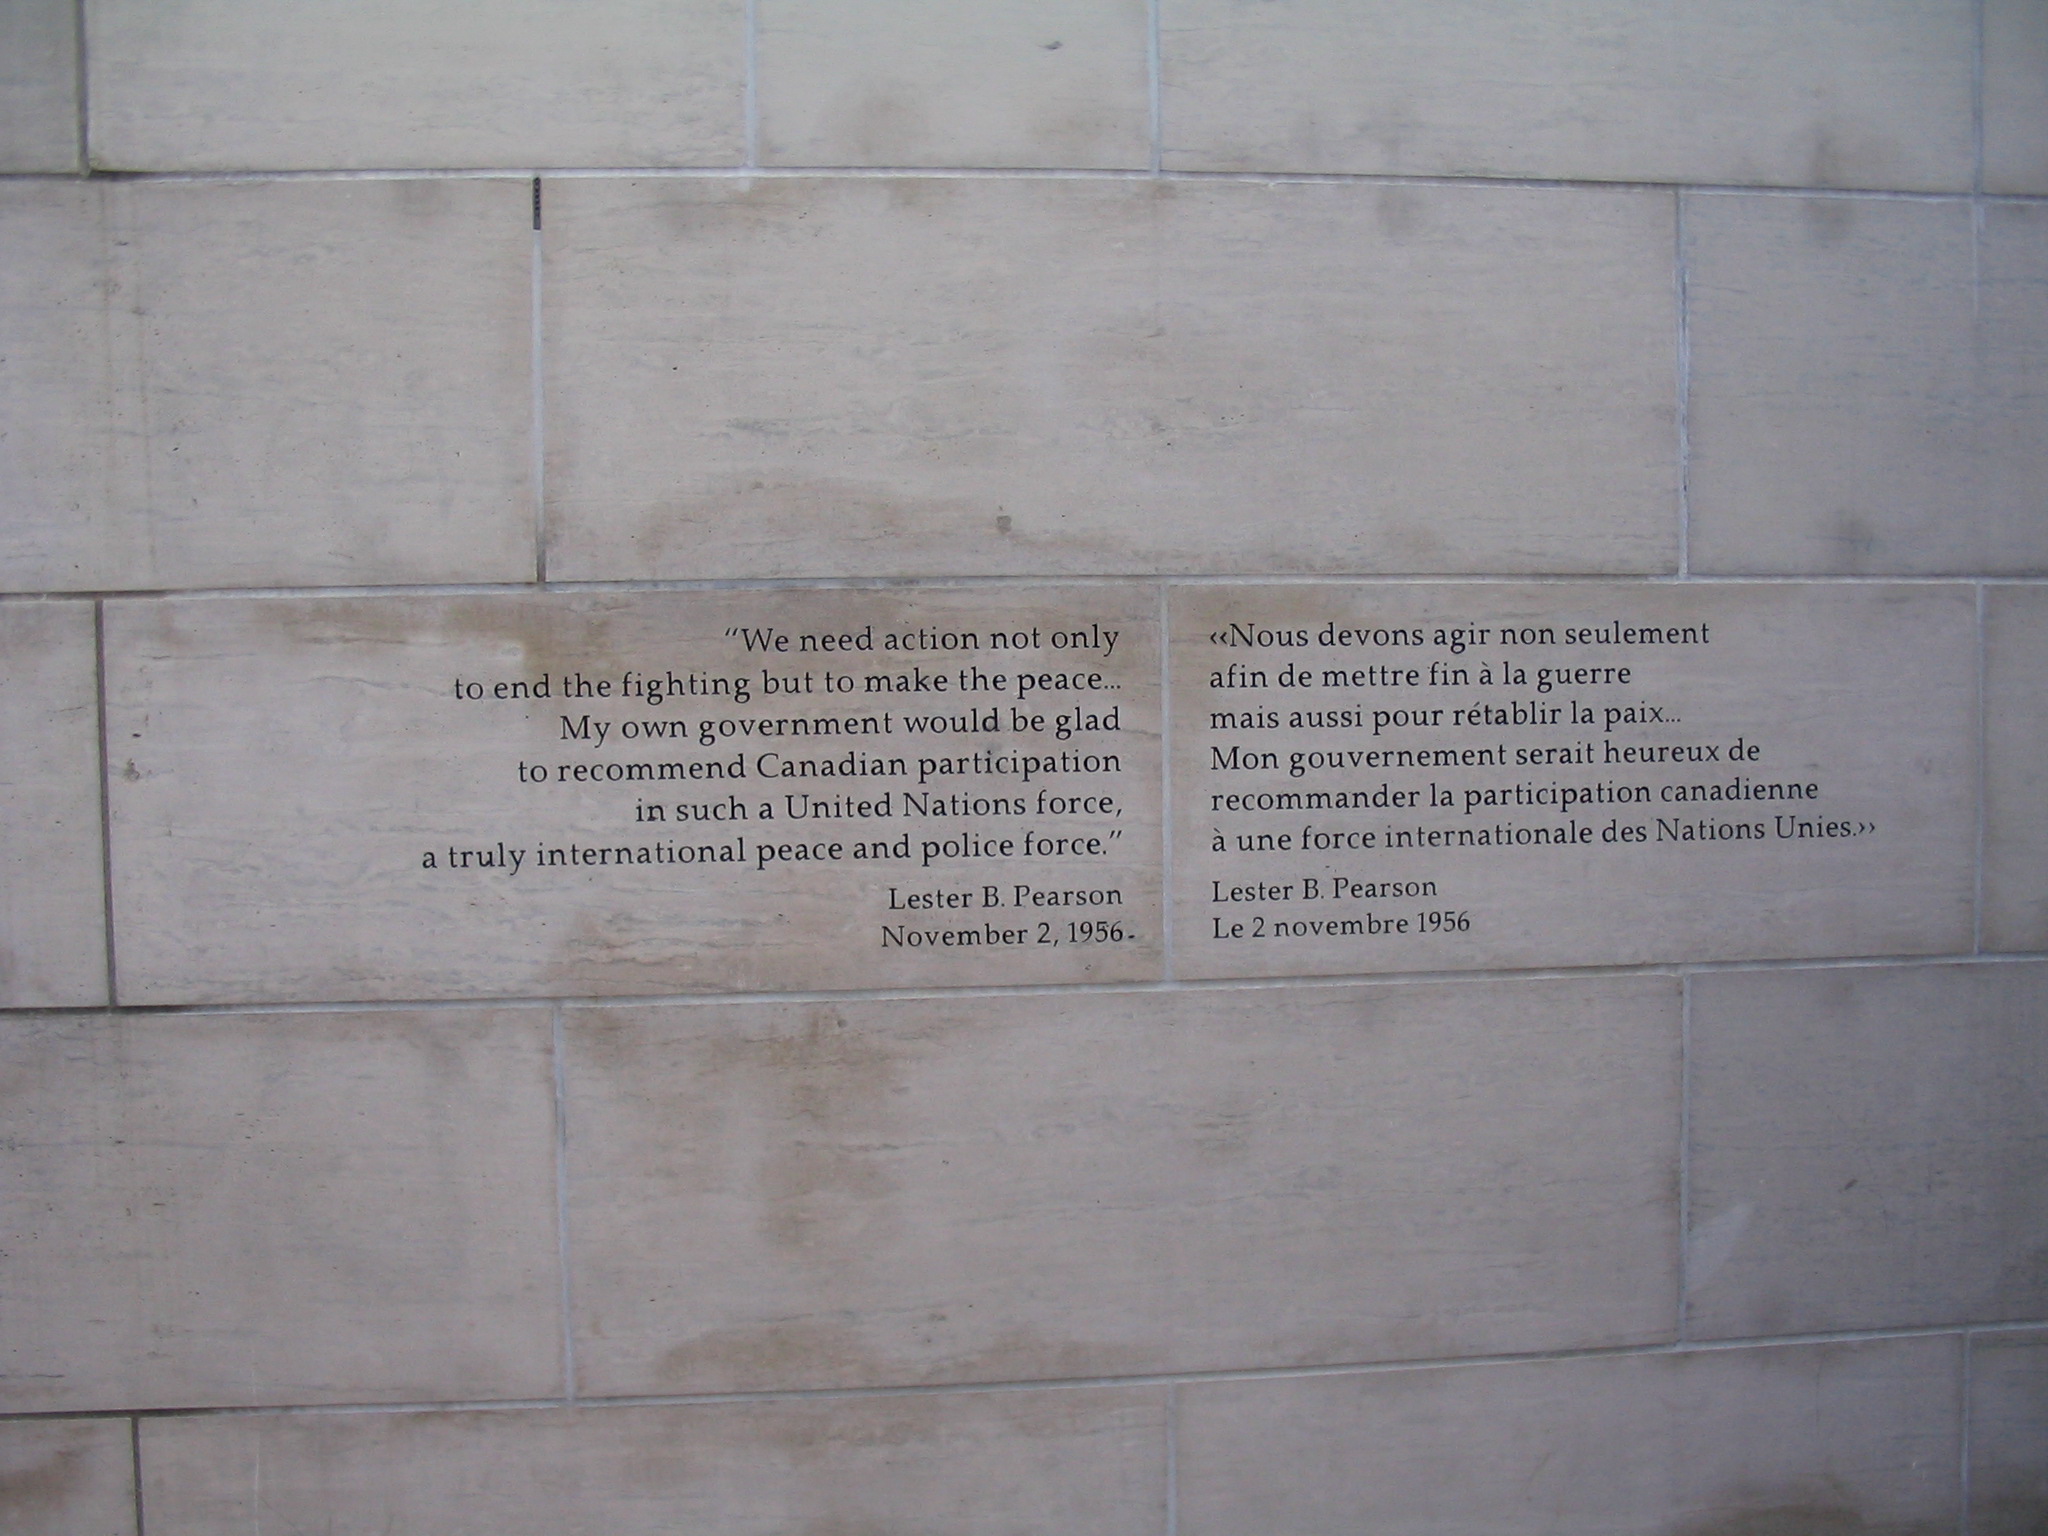 “We need action not only
to end the fighting but to make the peace...
My own government would be glad
to recommend Canadian participation
in such a United Nations force,
a truly international peace and police force.”
Lester B. Pearson
November 2, 1956
‹‹Nous devons agir non seulement
afin de mettre fin à la guerre
mais aussi pour rétablir la paix...
Mon gouvernement serait heureux de
recommander la participation canadienne
à une force internationale des Nations Unies.››
Lester B. Pearson
Le 2 novembre 1956